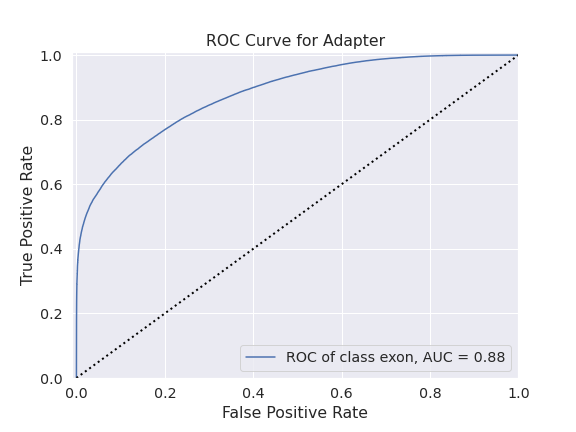 ROC Curve for Adapter
True Positive Rate
1.0
0.8
0.6
0.4
0.2
0.0
ROC of class exon, AUC = 0.88
0.0 0.2 0.4 0.6 0.8 1.0
False Positive Rate